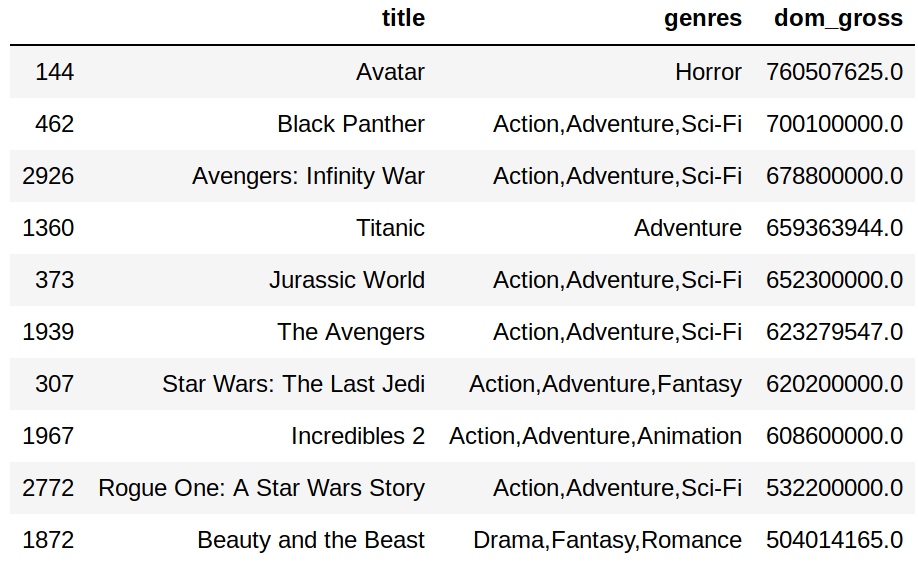 title genres dom_gross
144 Avatar Horror 760507625.0
462 Black Panther Action,Adventure,Sci-Fi 700100000.0
2926 Avengers: Infinity War Action,Adventure,Sci-Fi 678800000.0
1360 Titanic Adventure 659363944.0
373 Jurassic World Action,Adventure,Sci-Fi 652300000.0
1939 The Avengers Action,Adventure,Sci-Fi 623279547.0
307 Star Wars: The Last Jedi Action,Adventure,Fantasy 620200000.0
1967 Incredibles 2 Action,Adventure,Animation 608600000.0
2772 Rogue One: A Star Wars Story Action,Adventure,Sci-Fi 532200000.0
1872 Beauty and the Beast Drama,Fantasy,Romance 504014165.0